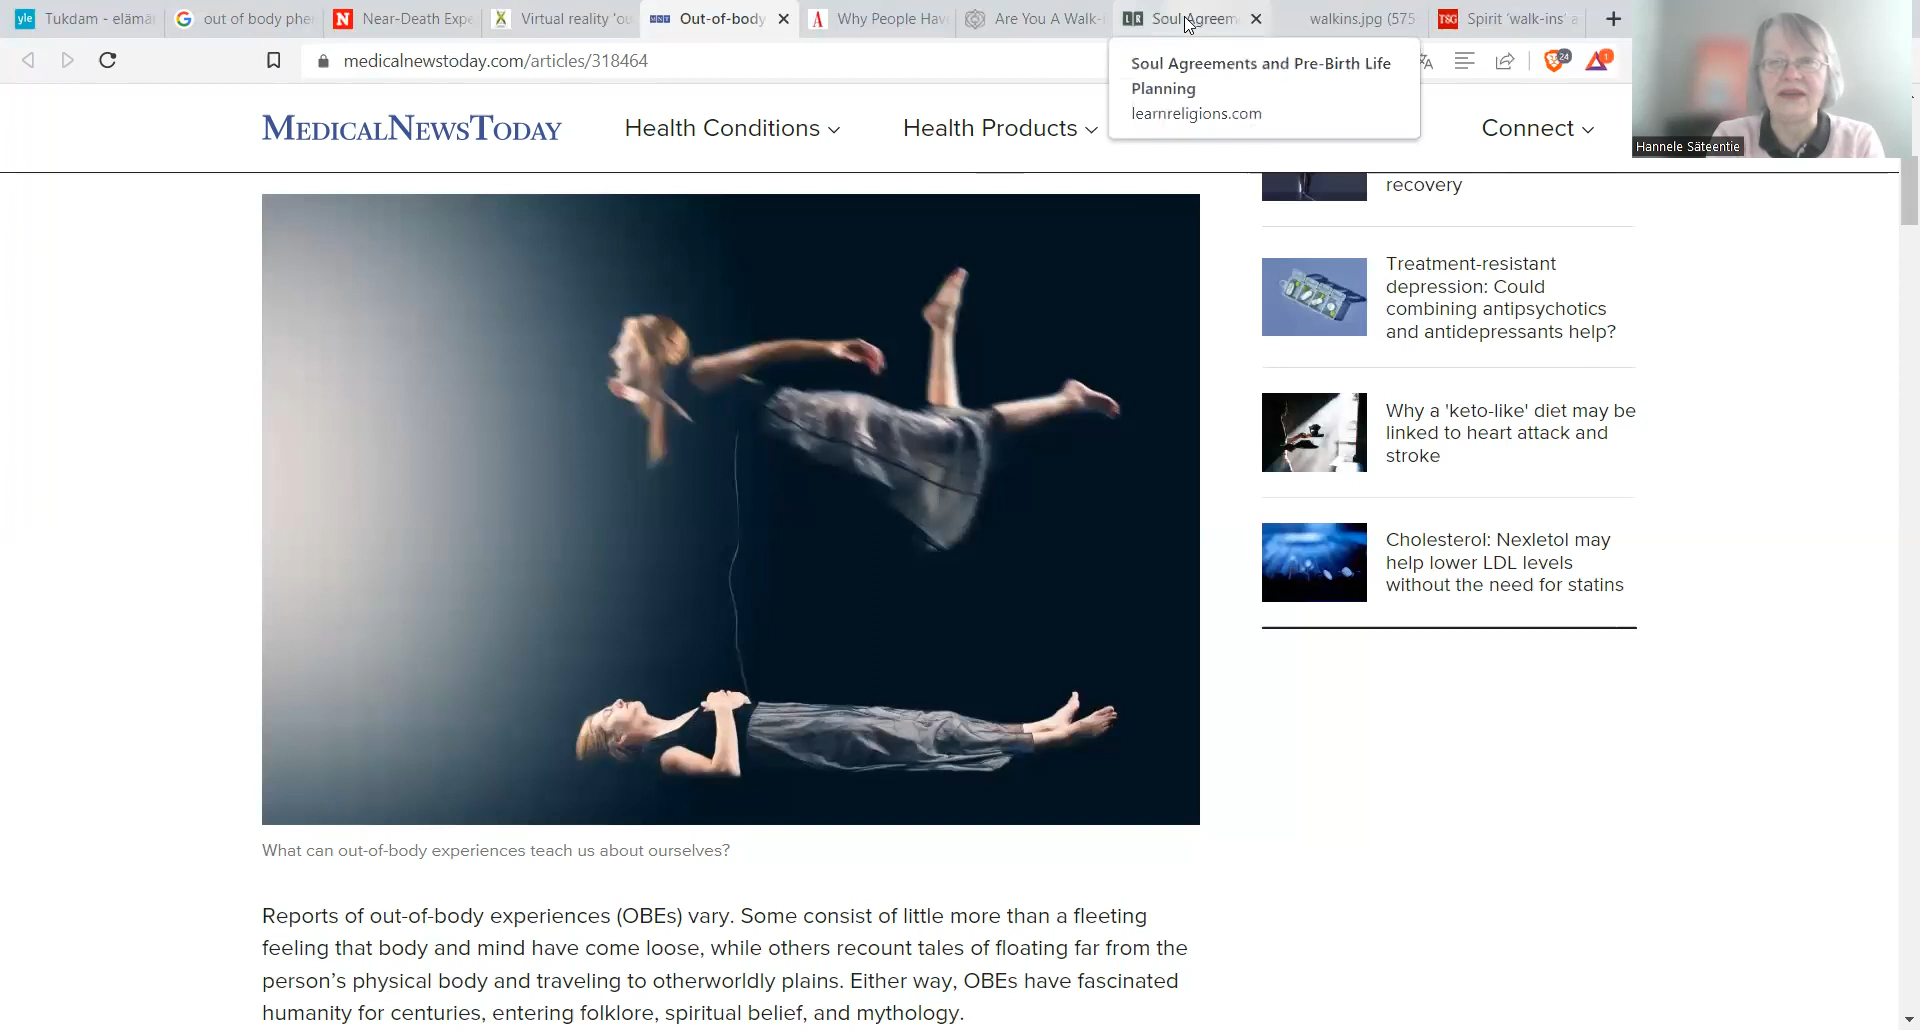 yle Tukdam - elämä
G out of body phe
N Near-Death Expe
Virtual reality 'ou
MNT Out-of-body
A Why People Hav
Are You A Walk-
LR Soul Agreem
walkins.jpg (575
T&G Spirit 'walk-ins' a
medicalnewstoday.com/articles/318464
24
1
Soul Agreements and Pre-Birth Life
Planning
learnreligions.com
Hannele Säteentie
MEDICALNEWSTODAY
Health Conditions
Health Products
Connect
recovery
Treatment-resistant
depression: Could
combining antipsychotics
and antidepressants help?
Why a 'keto-like' diet may be
linked to heart attack and
stroke
Cholesterol: Nexletol may
help lower LDL levels
without the need for statins
What can out-of-body experiences teach us about ourselves?
Reports of out-of-body experiences (OBEs) vary. Some consist of little more than a fleeting
feeling that body and mind have come loose, while others recount tales of floating far from the
person’s physical body and traveling to otherworldly plains. Either way, OBEs have fascinated
humanity for centuries, entering folklore, spiritual belief, and mythology.